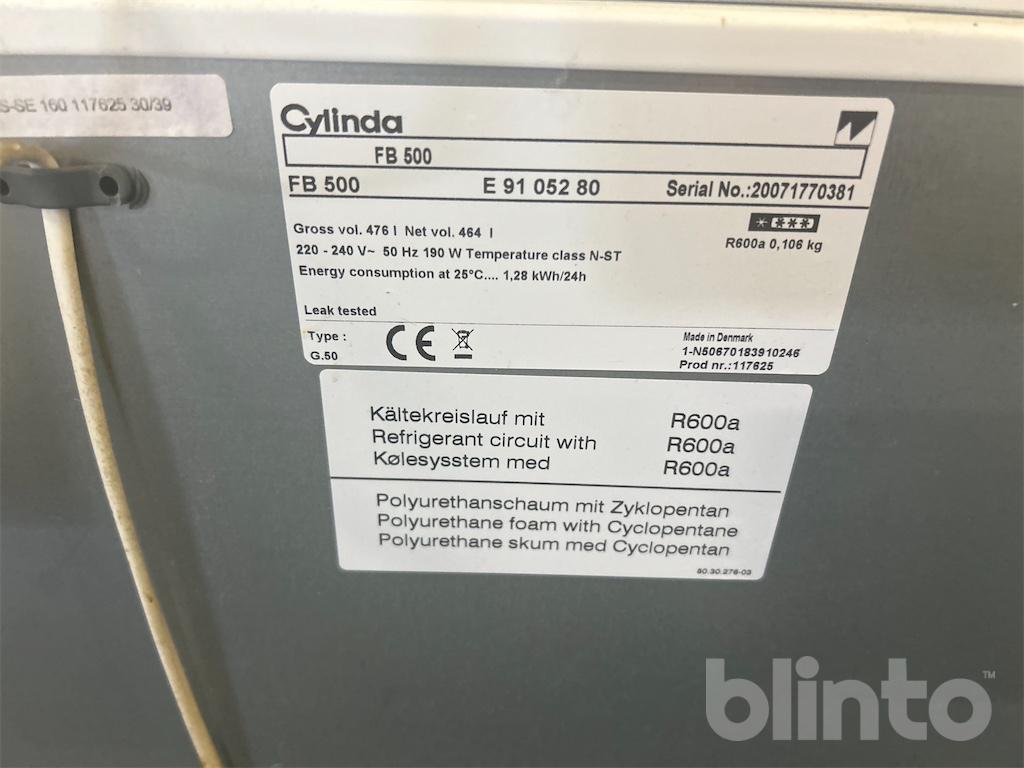 S-SE 160 117625 30/39
Cylinda
FB 500
FB 500 E 91 052 80 Serial No.:20071770381
Gross vol. 476 l Net vol. 464 l
220 - 240 V~ 50 Hz 190 W Temperature class N-ST
R600a 0,106 kg
Energy consumption at 25°C.... 1,28 kWh/24h
Leak tested
Type :
G.50
CE
Made in Denmark
1-N50670183910246
Prod nr.:117625
Kältekreislauf mit R600a
Refrigerant circuit with R600a
Kølesysstem med R600a
Polyurethanschaum mit Zyklopentan
Polyurethane foam with Cyclopentane
Polyurethane skum med Cyclopentan
80.30.276-03
blinto™